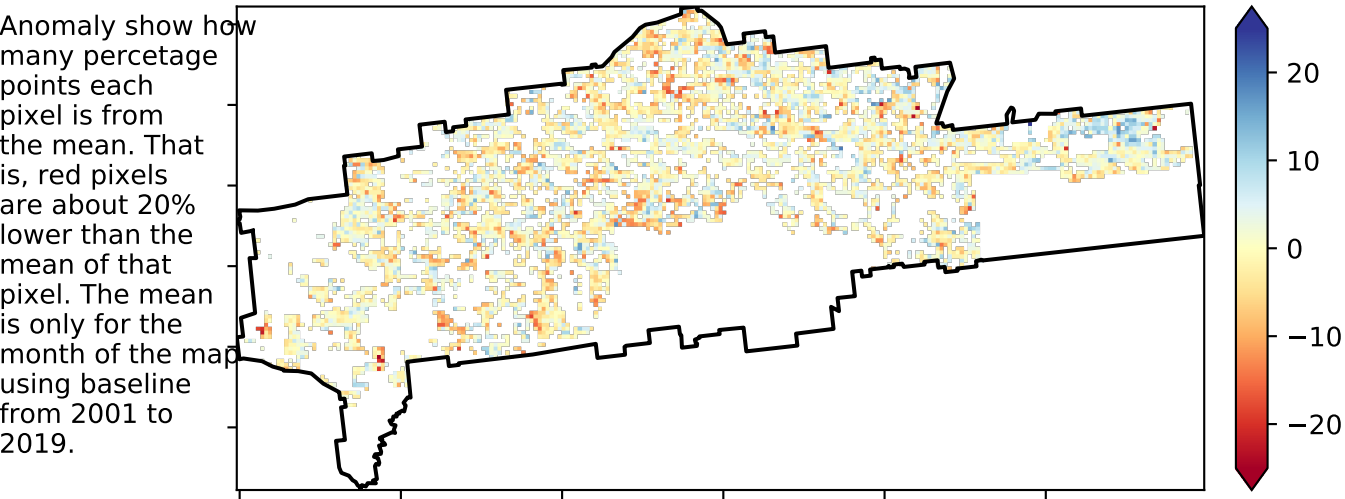 Anomaly show how
many percetage
points each
pixel is from
the mean. That
is, red pixels
are about 20%
lower than the
mean of that
pixel. The mean
is only for the
month of the map
using baseline
from 2001 to
2019.
20
10
0
−10
−20